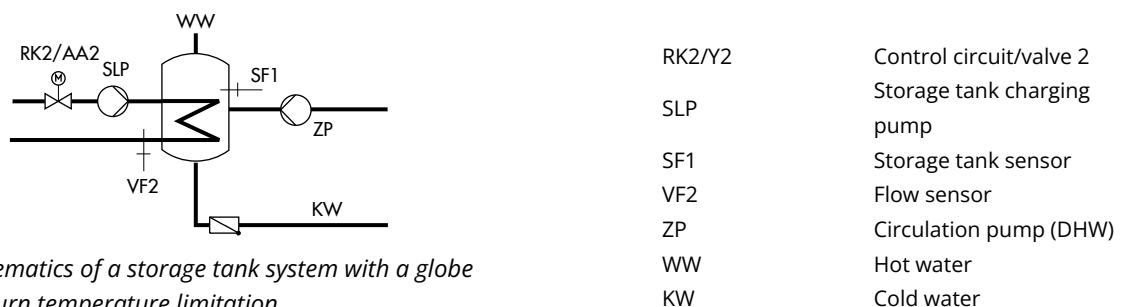 WW
RK2/AA2
SLP
SF1
M
ZP
VF2
KW
schematics of a storage tank system with a globe
temperature limitation
RK2/Y2 Control circuit/valve 2
SLP Storage tank charging
pump
SF1 Storage tank sensor
VF2 Flow sensor
ZP Circulation pump (DHW)
WW Hot water
KW Cold water